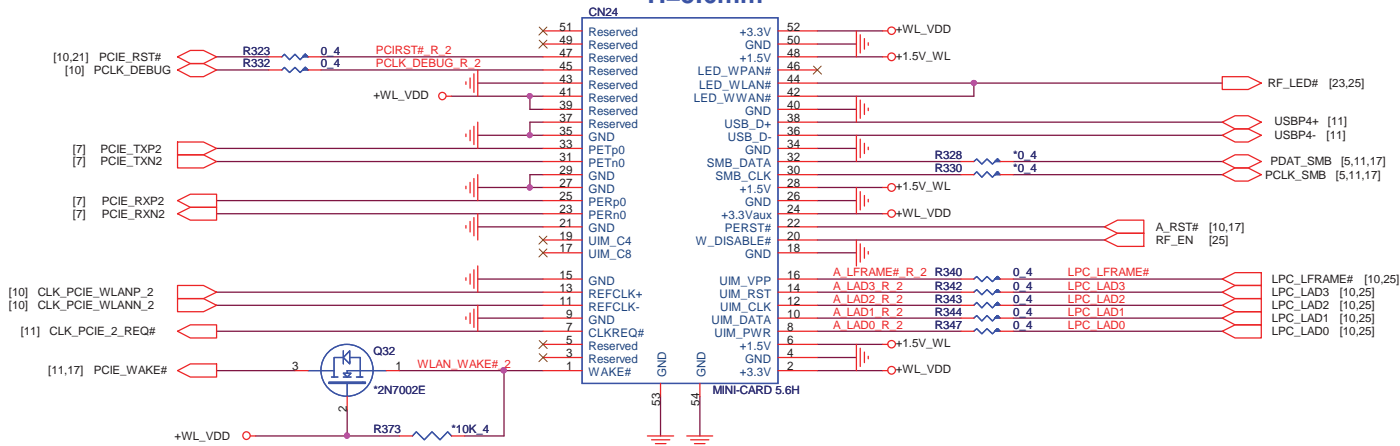 H=5.6mm
CN24
51 Reserved +3.3V 52 +WL_VDD
49 Reserved GND 50
[10,21] PCIE_RST# R323 0_4 PCIRST#_R_2 47 Reserved +1.5V 48 +1.5V_WL
[10] PCLK_DEBUG R332 0_4 PCLK_DEBUG_R_2 45 Reserved LED_WPAN# 46
43 Reserved LED_WLAN# 44 RF_LED# [23,25]
+WL_VDD 41 Reserved LED_WWAN# 42
39 Reserved GND 40
37 Reserved USB_D+ 38 USBP4+ [11]
35 GND USB_D- 36 USBP4- [11]
[7] PCIE_TXP2 33 PETp0 GND 34
[7] PCIE_TXN2 31 PETn0 SMB_DATA 32 R328 *0_4 PDAT_SMB [5,11,17]
29 GND SMB_CLK 30 R330 *0_4 PCLK_SMB [5,11,17]
27 GND +1.5V 28 +1.5V_WL
[7] PCIE_RXP2 25 PERp0 GND 26
[7] PCIE_RXN2 23 PERn0 +3.3Vaux 24 +WL_VDD
21 GND PERST# 22 A_RST# [10,17]
19 UIM_C4 W_DISABLE# 20 RF_EN [25]
17 UIM_C8 GND 18
15 GND UIM_VPP 16 A_LFRAME#_R_2 R340 0_4 LPC_LFRAME# LPC_LFRAME# [10,25]
[10] CLK_PCIE_WLANP_2 13 REFCLK+ UIM_RST 14 A_LAD3_R_2 R342 0_4 LPC_LAD3 LPC_LAD3 [10,25]
[10] CLK_PCIE_WLANN_2 11 REFCLK- UIM_CLK 12 A_LAD2_R_2 R343 0_4 LPC_LAD2 LPC_LAD2 [10,25]
9 GND UIM_DATA 10 A_LAD1_R_2 R344 0_4 LPC_LAD1 LPC_LAD1 [10,25]
[11] CLK_PCIE_2_REQ# 7 CLKREQ# UIM_PWR 8 A_LAD0_R_2 R347 0_4 LPC_LAD0 LPC_LAD0 [10,25]
5 Reserved +1.5V 6 +1.5V_WL
3 Reserved GND 4
[11,17] PCIE_WAKE# 3 Q32 1 WLAN_WAKE#_2 1 WAKE# +3.3V 2 +WL_VDD
*2N7002E
2
GND GND
53 54
MINI-CARD 5.6H
+WL_VDD R373 *10K_4